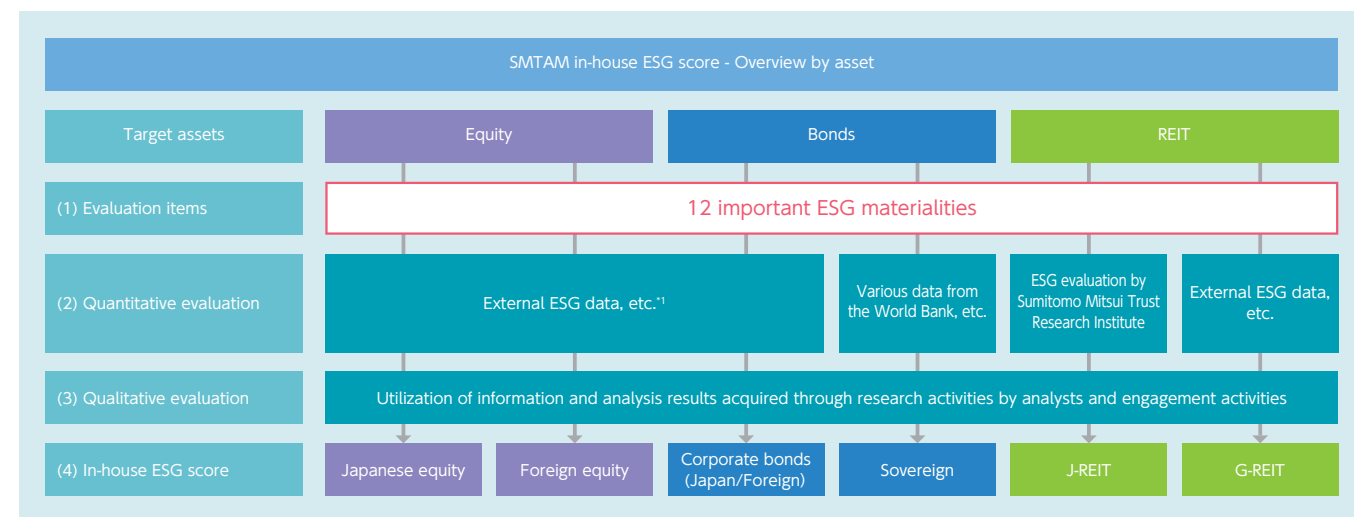 SMTAM in-house ESG score - Overview by asset
Target assets
Equity
Bonds
REIT
(1) Evaluation items
12 important ESG materialities
(2) Quantitative evaluation
External ESG data, etc.*1
Various data from
the World Bank, etc.
ESG evaluation by
Sumitomo Mitsui Trust
Research Institute
External ESG data,
etc.
(3) Qualitative evaluation
Utilization of information and analysis results acquired through research activities by analysts and engagement activities
(4) In-house ESG score
Japanese equity
Foreign equity
Corporate bonds
(Japan/Foreign)
Sovereign
J-REIT
G-REIT